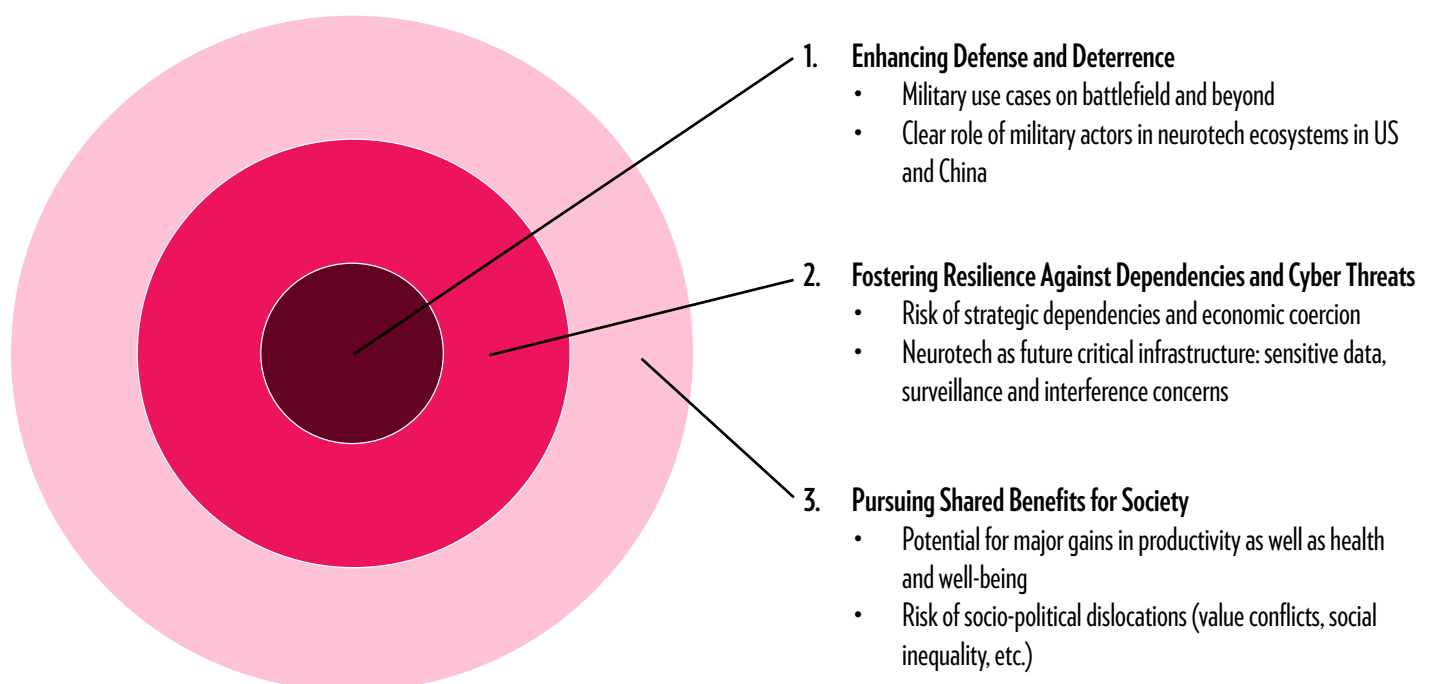 1. Enhancing Defense and Deterrence
• Military use cases on battlefield and beyond
• Clear role of military actors in neurotech ecosystems in US
and China
2. Fostering Resilience Against Dependencies and Cyber Threats
• Risk of strategic dependencies and economic coercion
• Neurotech as future critical infrastructure: sensitive data,
surveillance and interference concerns
3. Pursuing Shared Benefits for Society
• Potential for major gains in productivity as well as health
and well-being
• Risk of socio-political dislocations (value conflicts, social
inequality, etc.)